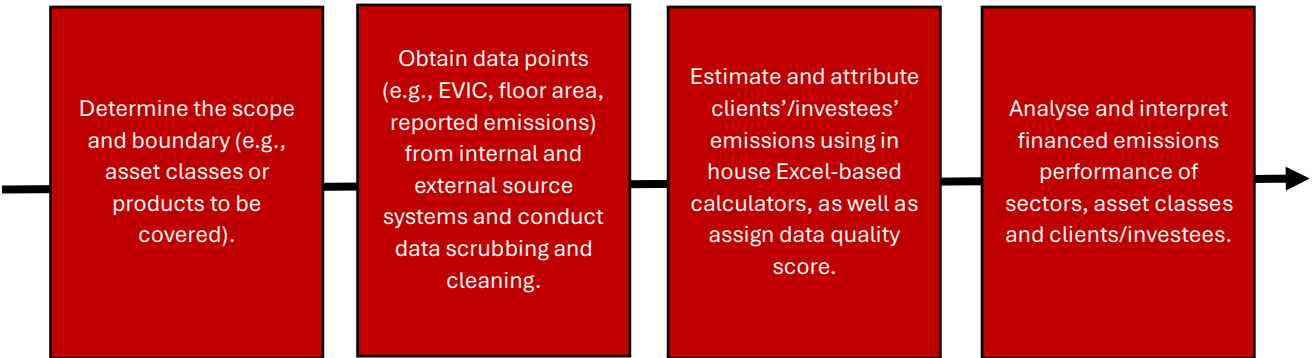 Determine the scope
and boundary (e.g.,
asset classes or
products to be
covered).
Obtain data points
(e.g., EVIC, floor area,
reported emissions)
from internal and
external source
systems and conduct
data scrubbing and
cleaning.
Estimate and attribute
clients’/investees’
emissions using in
house Excel-based
calculators, as well as
assign data quality
score.
Analyse and interpret
financed emissions
performance of
sectors, asset classes
and clients/investees.